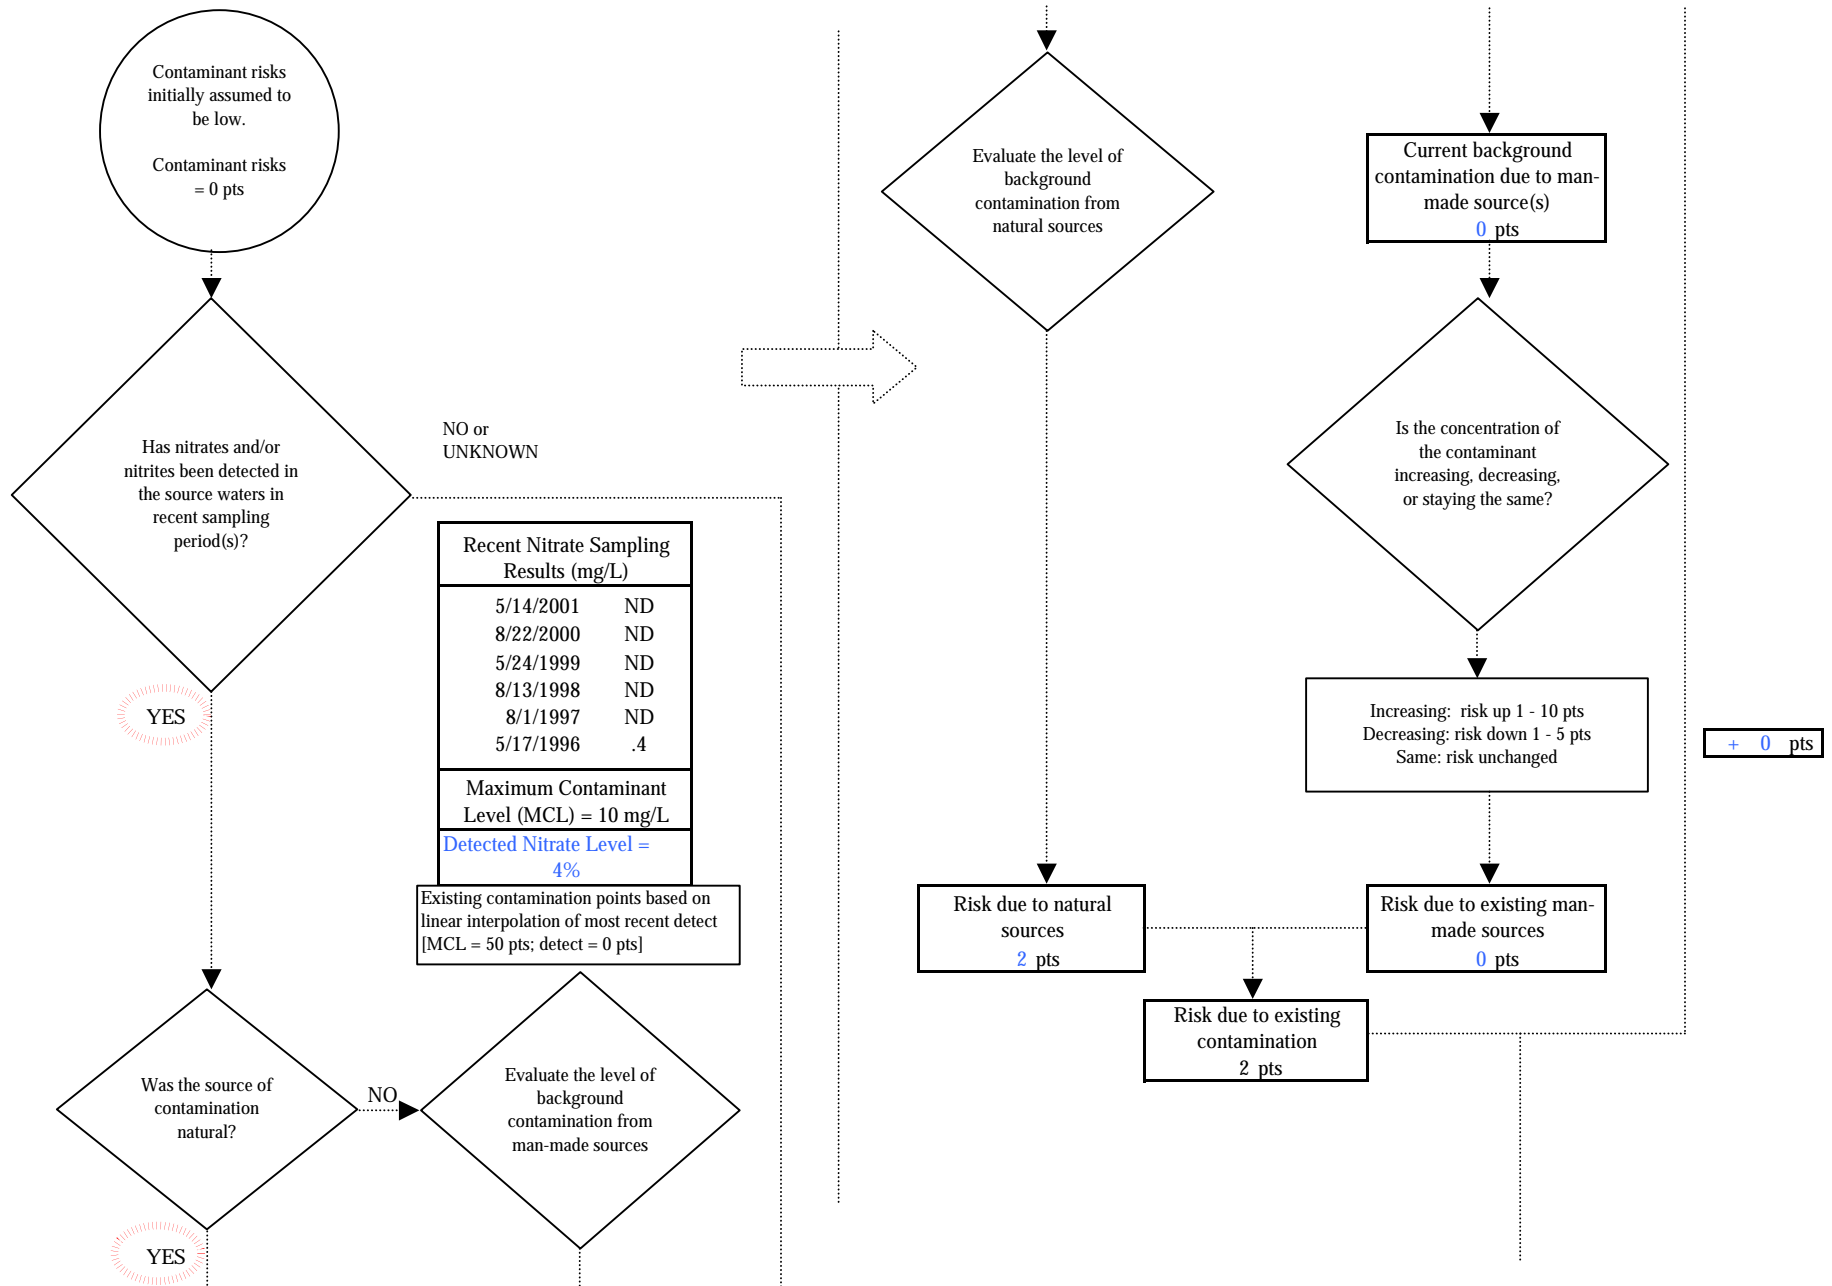 Contaminant risks
initially assumed to
be low.
Contaminant risks
= 0 pts
Has nitrates and/or
nitrites been detected in
the source waters in
recent sampling
period(s)?
NO or
UNKNOWN
YES
Recent Nitrate Sampling
Results (mg/L)
5/14/2001 ND
8/22/2000 ND
5/24/1999 ND
8/13/1998 ND
8/1/1997 ND
5/17/1996 .4
Maximum Contaminant
Level (MCL) = 10 mg/L
Detected Nitrate Level =
4%
Existing contamination points based on
linear interpolation of most recent detect
[MCL = 50 pts; detect = 0 pts]
Was the source of
contamination
natural?
NO
YES
Evaluate the level of
background
contamination from
man-made sources
Evaluate the level of
background
contamination from
natural sources
Current background
contamination due to man-
made source(s)
0 pts
Is the concentration of
the contaminant
increasing, decreasing,
or staying the same?
Increasing: risk up 1 - 10 pts
Decreasing: risk down 1 - 5 pts
Same: risk unchanged
+ 0 pts
Risk due to natural
sources
2 pts
Risk due to existing man-
made sources
0 pts
Risk due to existing
contamination
2 pts